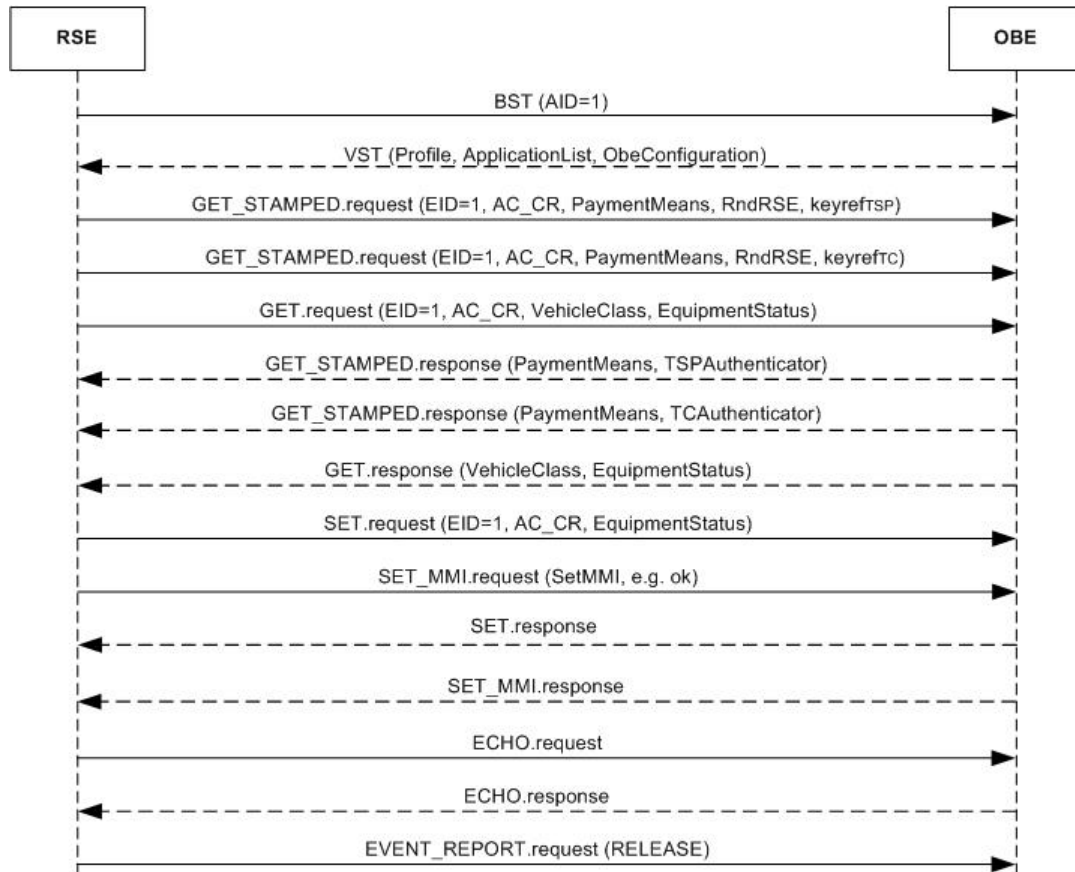 RSE
OBE
BST (AID=1)
VST (Profile, ApplicationList, ObeConfiguration)
GET_STAMPED.request (EID=1, AC_CR, PaymentMeans, RndRSE, keyrefTSP)
GET_STAMPED.request (EID=1, AC_CR, PaymentMeans, RndRSE, keyrefTC)
GET.request (EID=1, AC_CR, VehicleClass, EquipmentStatus)
GET_STAMPED.response (PaymentMeans, TSPAuthenticator)
GET_STAMPED.response (PaymentMeans, TCAuthenticator)
GET.response (VehicleClass, EquipmentStatus)
SET.request (EID=1, AC_CR, EquipmentStatus)
SET_MMI.request (SetMMI, e.g. ok)
SET.response
SET_MMI.response
ECHO.request
ECHO.response
EVENT_REPORT.request (RELEASE)